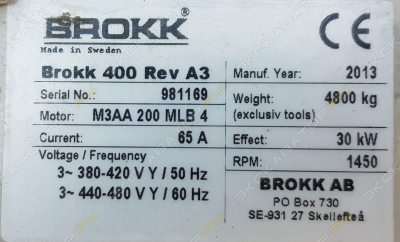 BROKK®
Made in Sweden
CE
Brokk 400 Rev A3
Manuf. Year: 2013
Serial No.: 981169
Weight: 4800 kg
(exclusiv tools)
Motor: M3AA 200 MLB 4
Current: 65 A
Effect: 30 kW
Voltage / Frequency
RPM: 1450
3~ 380-420 V Y / 50 Hz
3~ 440-480 V Y / 60 Hz
BROKK AB
PO Box 730
SE-931 27 Skellefteå